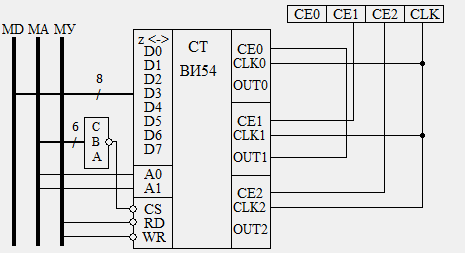 CE0 CE1 CE2 CLK
MD MA МУ
z <-> CT CE0
D0 ВИ54 CLK0
D1 OUT0
D2
D3
D4
D5
D6
D7
8
6
C
B
A
CE1
CLK1
OUT1
A0
A1
CS
RD
WR
CE2
CLK2
OUT2